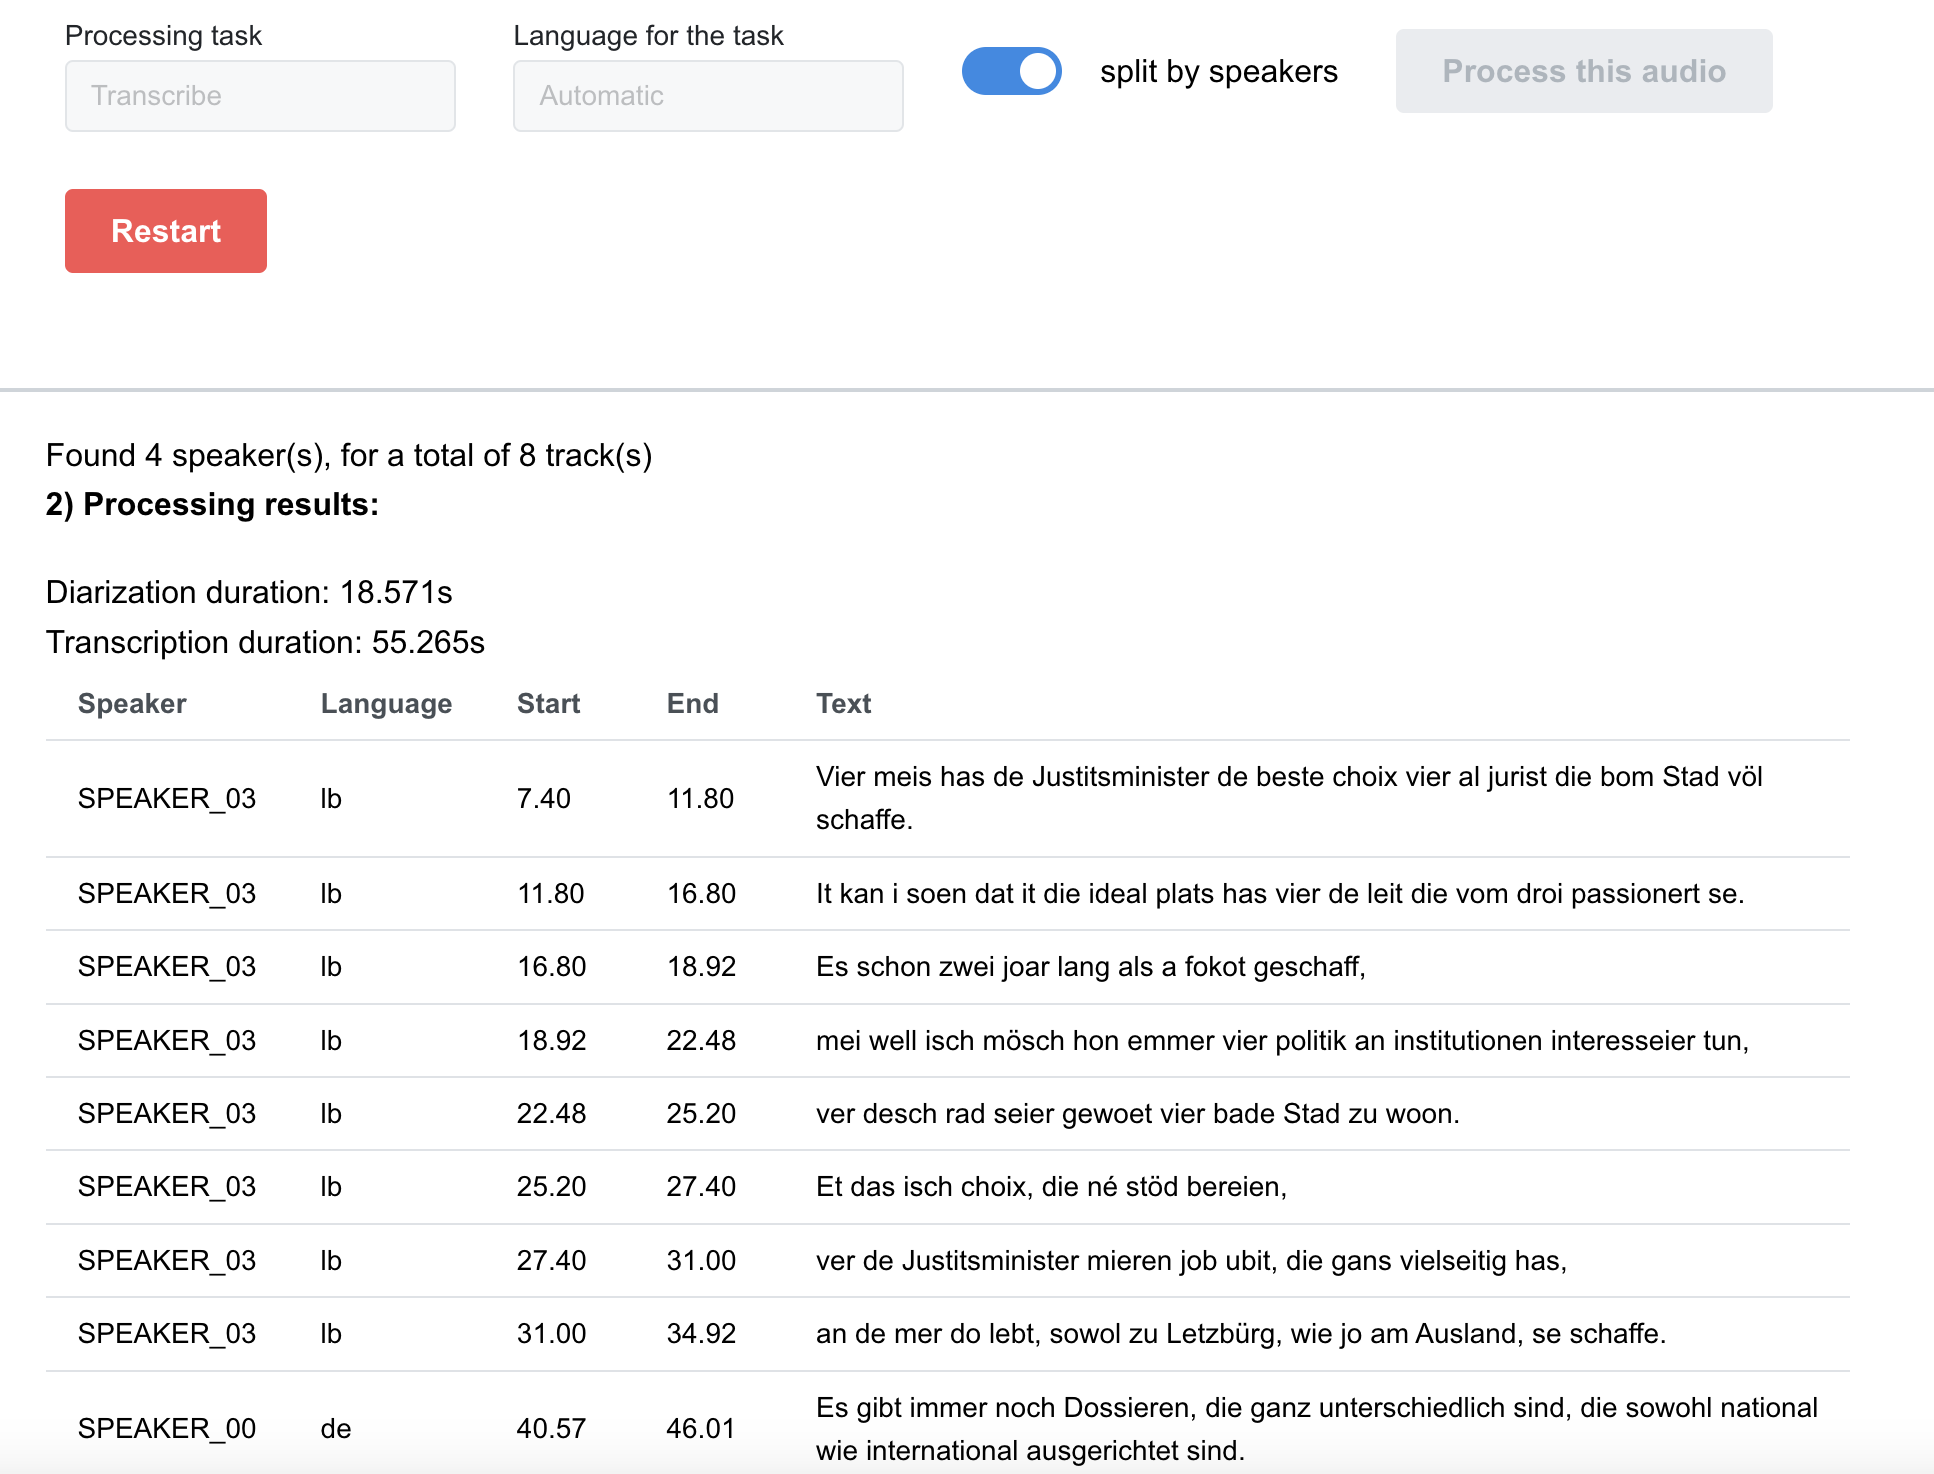 Processing task
Language for the task
Transcribe
Automatic
split by speakers
Process this audio
Restart
Found 4 speaker(s), for a total of 8 track(s)
2) Processing results:
Diarization duration: 18.571s
Transcription duration: 55.265s
Speaker Language Start End Text
SPEAKER_03 lb 7.40 11.80 Vier meis has de Justitsminister de beste choix vier al jurist die bom Stad völ
schaffe.
SPEAKER_03 lb 11.80 16.80 It kan i soen dat it die ideal plats has vier de leit die vom droi passionert se.
SPEAKER_03 lb 16.80 18.92 Es schon zwei joar lang als a fokot geschaff,
SPEAKER_03 lb 18.92 22.48 mei well isch mösch hon emmer vier politik an institutionen interesseier tun,
SPEAKER_03 lb 22.48 25.20 ver desch rad seier gewoet vier bade Stad zu woon.
SPEAKER_03 lb 25.20 27.40 Et das isch choix, die né stöd bereien,
SPEAKER_03 lb 27.40 31.00 ver de Justitsminister mieren job ubit, die gans vielseitig has,
SPEAKER_03 lb 31.00 34.92 an de mer do lebt, sowol zu Letzbürg, wie jo am Ausland, se schaffe.
SPEAKER_00 de 40.57 46.01 Es gibt immer noch Dossieren, die ganz unterschiedlich sind, die sowohl national
wie international ausgerichtet sind.